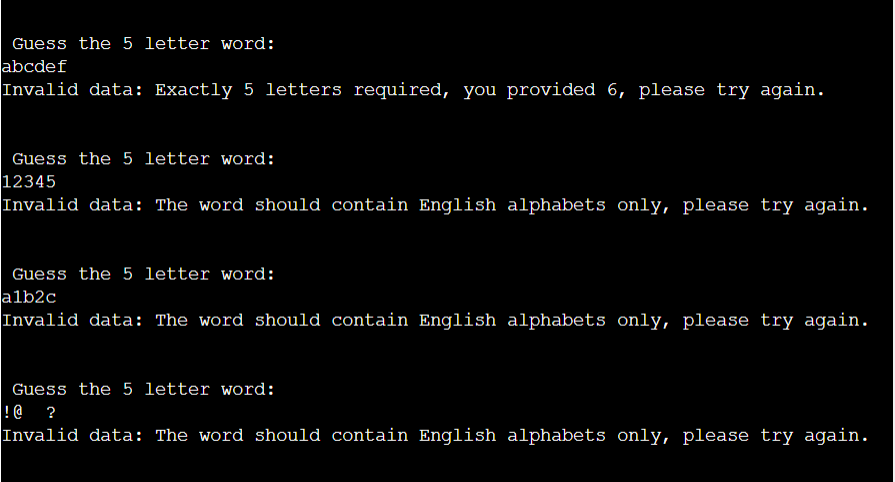 Guess the 5 letter word:
abcdef
Invalid data: Exactly 5 letters required, you provided 6, please try again.
Guess the 5 letter word:
12345
Invalid data: The word should contain English alphabets only, please try again.
Guess the 5 letter word:
a1b2c
Invalid data: The word should contain English alphabets only, please try again.
Guess the 5 letter word:
!@  ?
Invalid data: The word should contain English alphabets only, please try again.